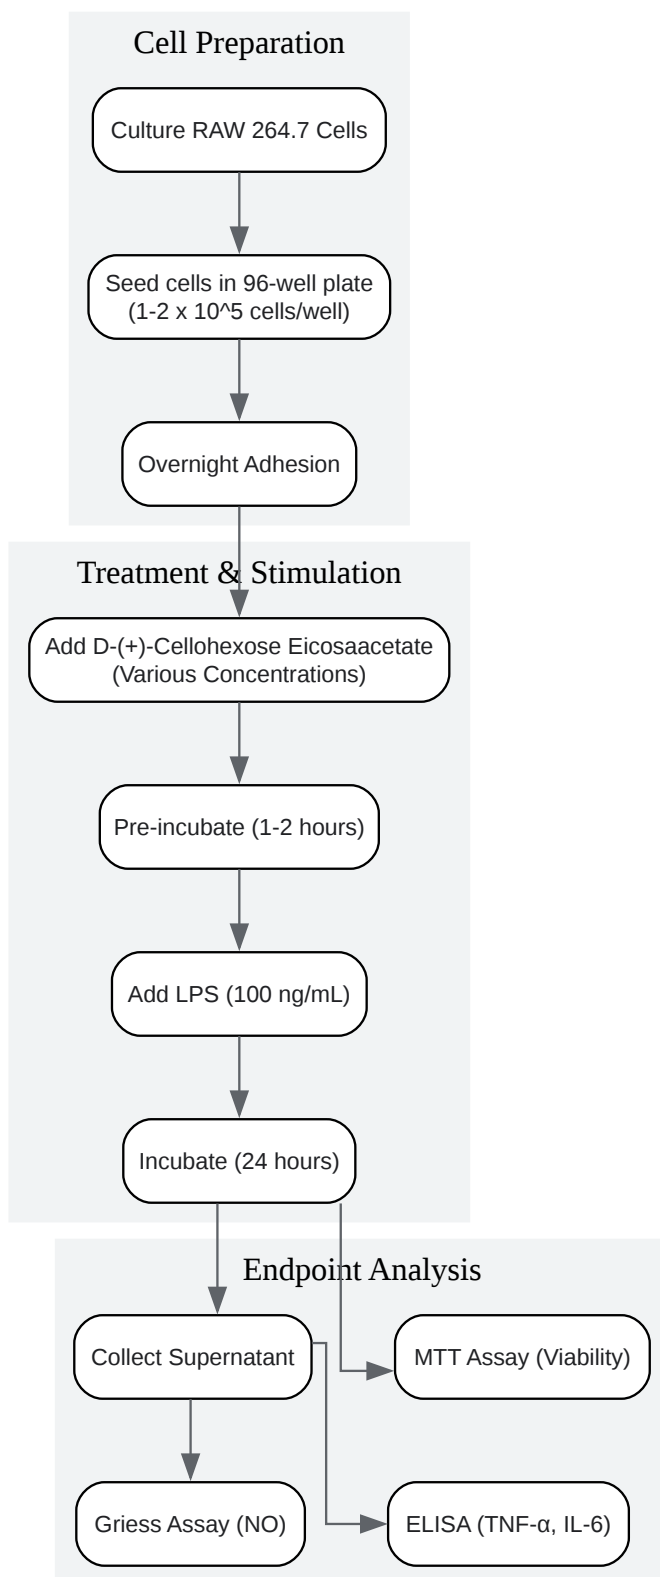 Cell Preparation
Culture RAW 264.7 Cells
Seed cells in 96-well plate
(1-2 x 10^5 cells/well)
Overnight Adhesion
Treatment & Stimulation
Add D-(+)-Cellohexose Eicosaacetate
(Various Concentrations)
Pre-incubate (1-2 hours)
Add LPS (100 ng/mL)
Incubate (24 hours)
Endpoint Analysis
Collect Supernatant
MTT Assay (Viability)
Griess Assay (NO)
ELISA (TNF-α, IL-6)